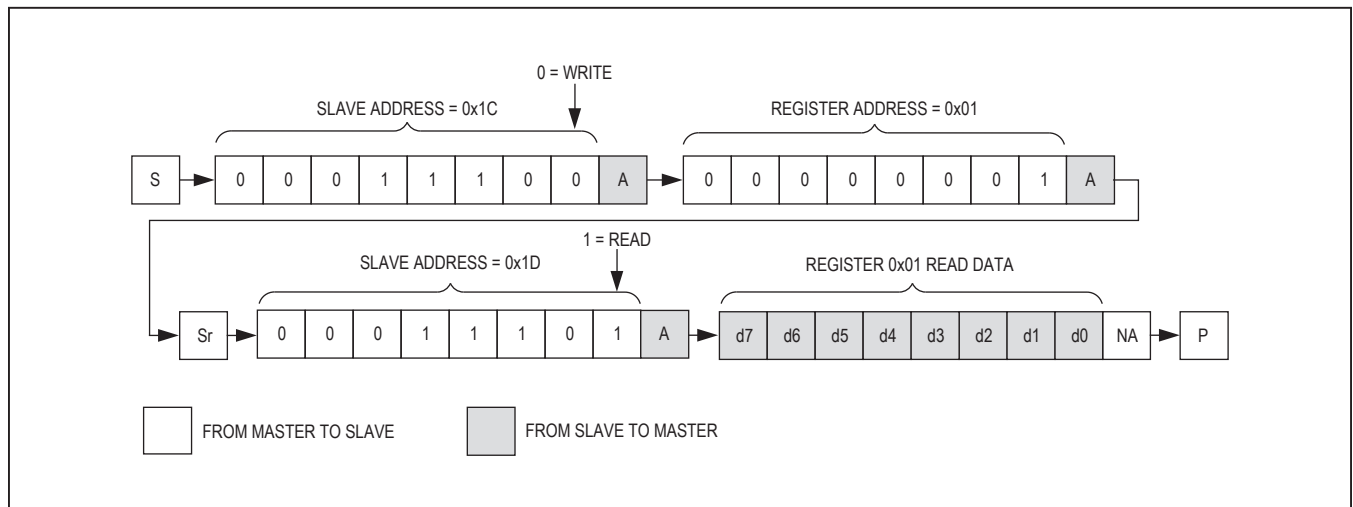 0 = WRITE
SLAVE ADDRESS = 0x1C REGISTER ADDRESS = 0x01
S 0 0 0 1 1 1 0 0 A 0 0 0 0 0 0 0 1 A
1 = READ
SLAVE ADDRESS = 0x1D REGISTER 0x01 READ DATA
Sr 0 0 0 1 1 1 0 1 A d7 d6 d5 d4 d3 d2 d1 d0 NA P
FROM MASTER TO SLAVE FROM SLAVE TO MASTER